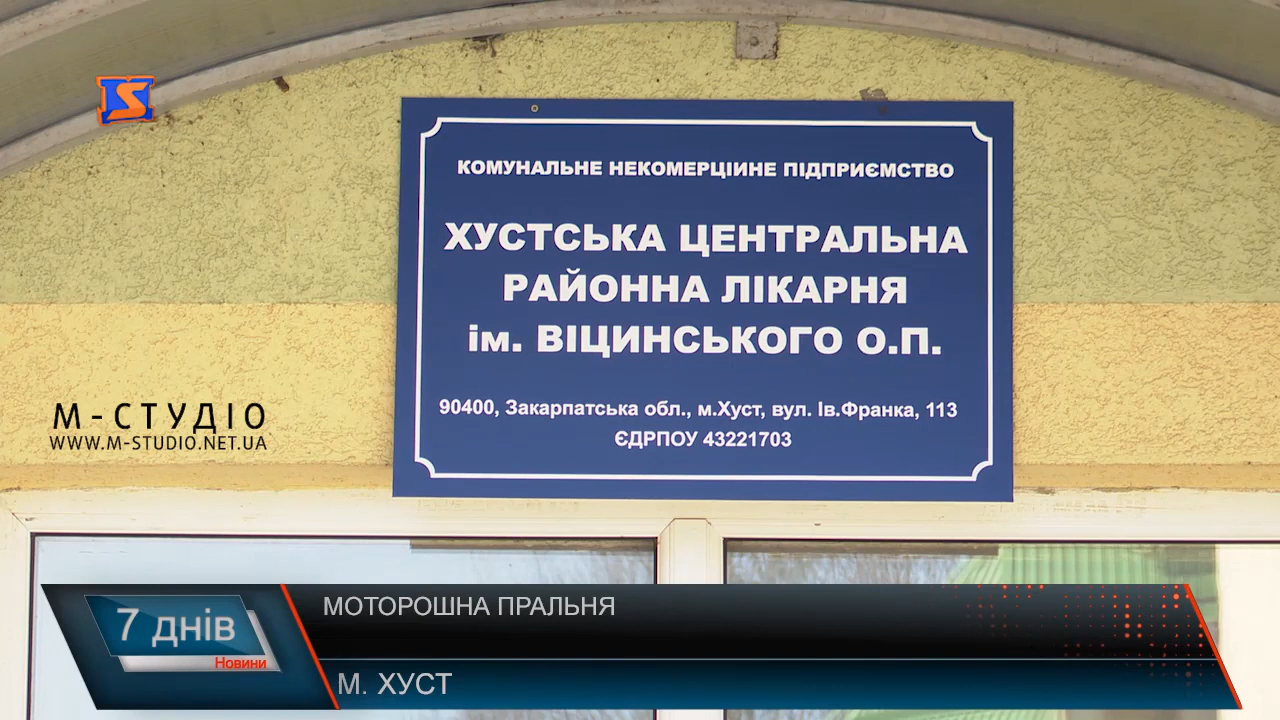 КОМУНАЛЬНЕ НЕКОМЕРЦІИНЕ ПІДПРИЄМСТВО
ХУСТСЬКА ЦЕНТРАЛЬНА
РАЙОННА ЛІКАРНЯ
ім. ВІЦИНСЬКОГО О.П.
90400, Закарпатська обл., м.Хуст, вул. Ів.Франка, 113
ЄДРПОУ 43221703
М-СТУДІО
WWW.M-STUDIO.NET.UA
7 днів
Новини
МОТОРОШНА ПРАЛЬНЯ
М. ХУСТ